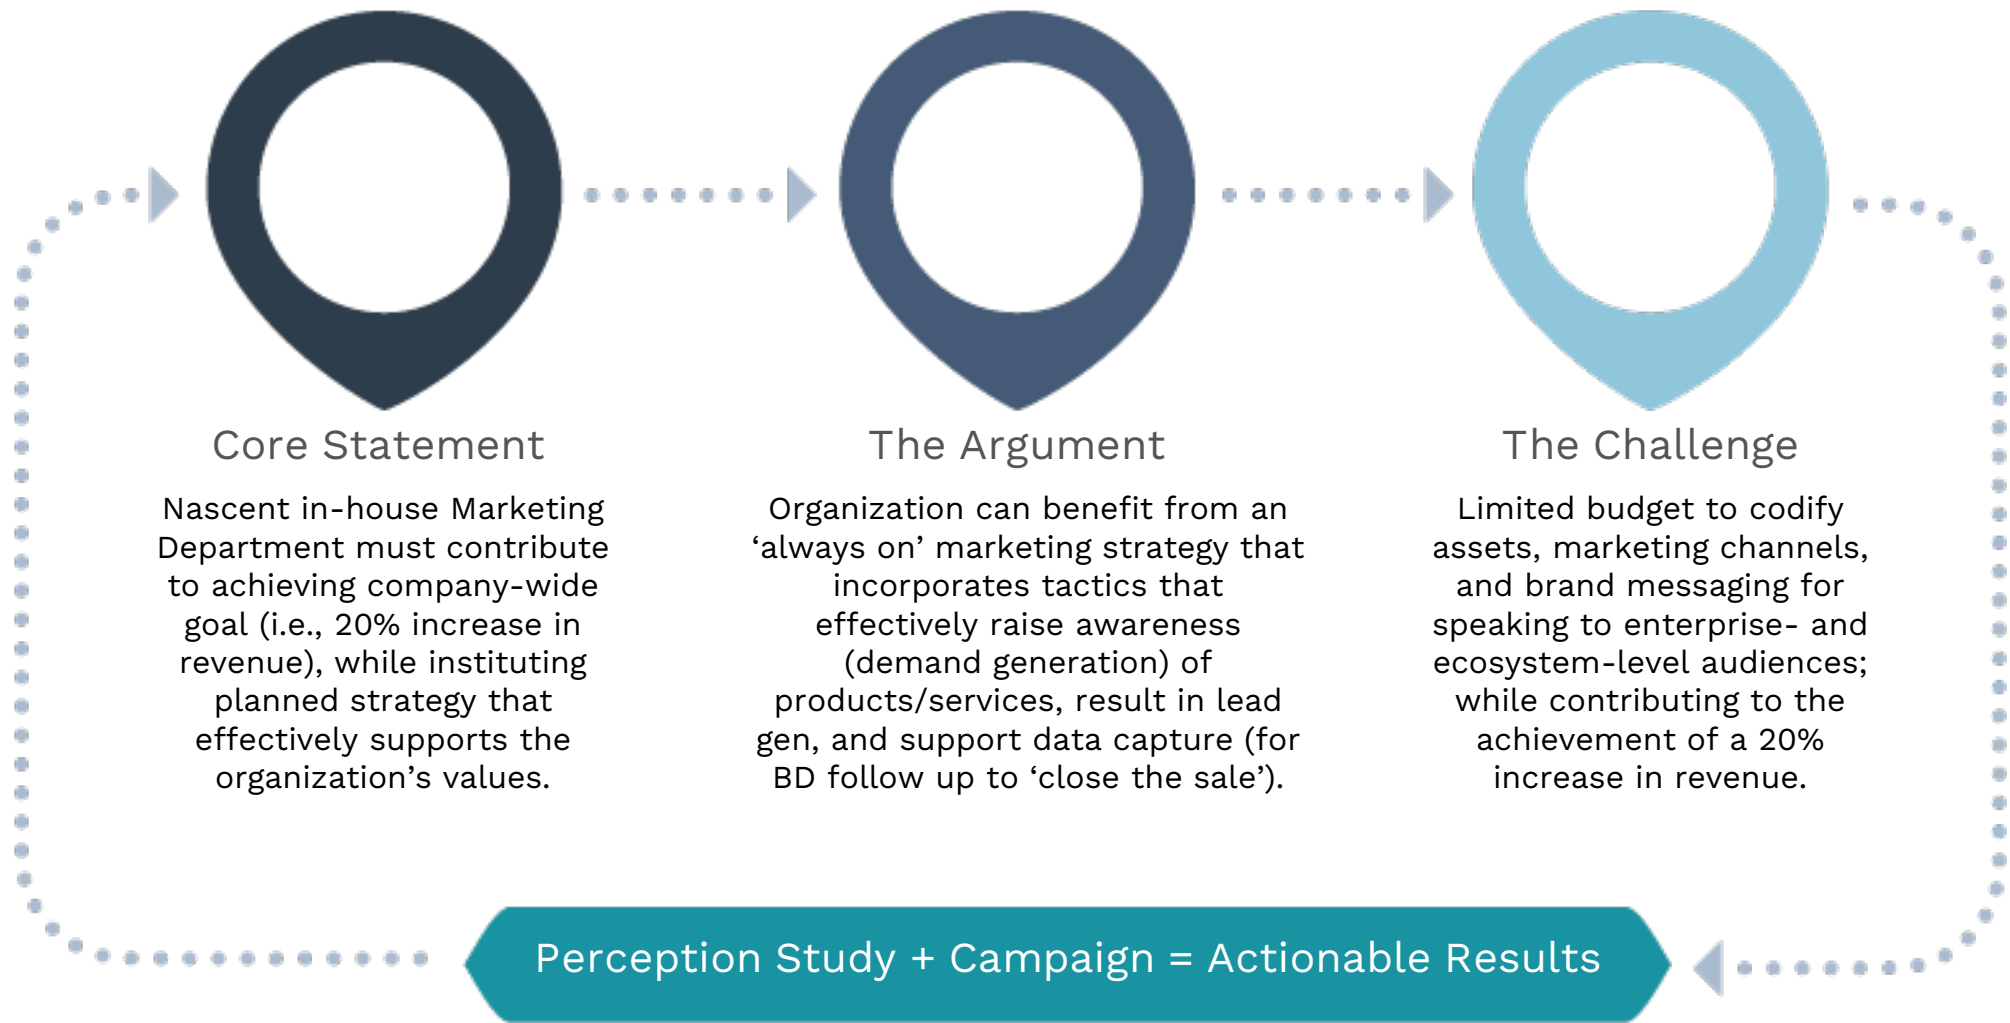 Core Statement
Nascent in-house Marketing
Department must contribute
to achieving company-wide
goal (i.e., 20% increase in
revenue), while instituting
planned strategy that
effectively supports the
organization’s values.
The Argument
Organization can benefit from an
‘always on’ marketing strategy that
incorporates tactics that
effectively raise awareness
(demand generation) of
products/services, result in lead
gen, and support data capture (for
BD follow up to ‘close the sale’).
The Challenge
Limited budget to codify
assets, marketing channels,
and brand messaging for
speaking to enterprise- and
ecosystem-level audiences;
while contributing to the
achievement of a 20%
increase in revenue.
Perception Study + Campaign = Actionable Results